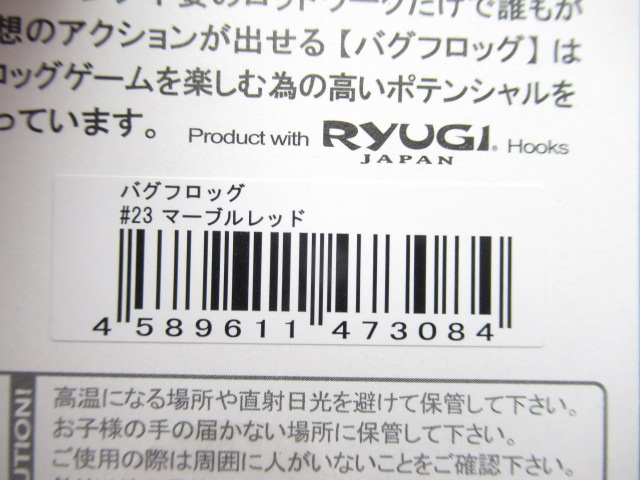 想のアクションが出せる【バグフロッグ】は
ロッグゲームを楽しむ為の高いポテンシャルを
っています。
Product with RYUGI JAPAN Hooks
バグフロッグ
#23 マーブルレッド
4 589611 473084
高温になる場所や直射日光を避けて保管して下さい。
お子様の手の届かない場所に保管して下さい。
ご使用の際は周囲に人がいないことをご確認下さい。